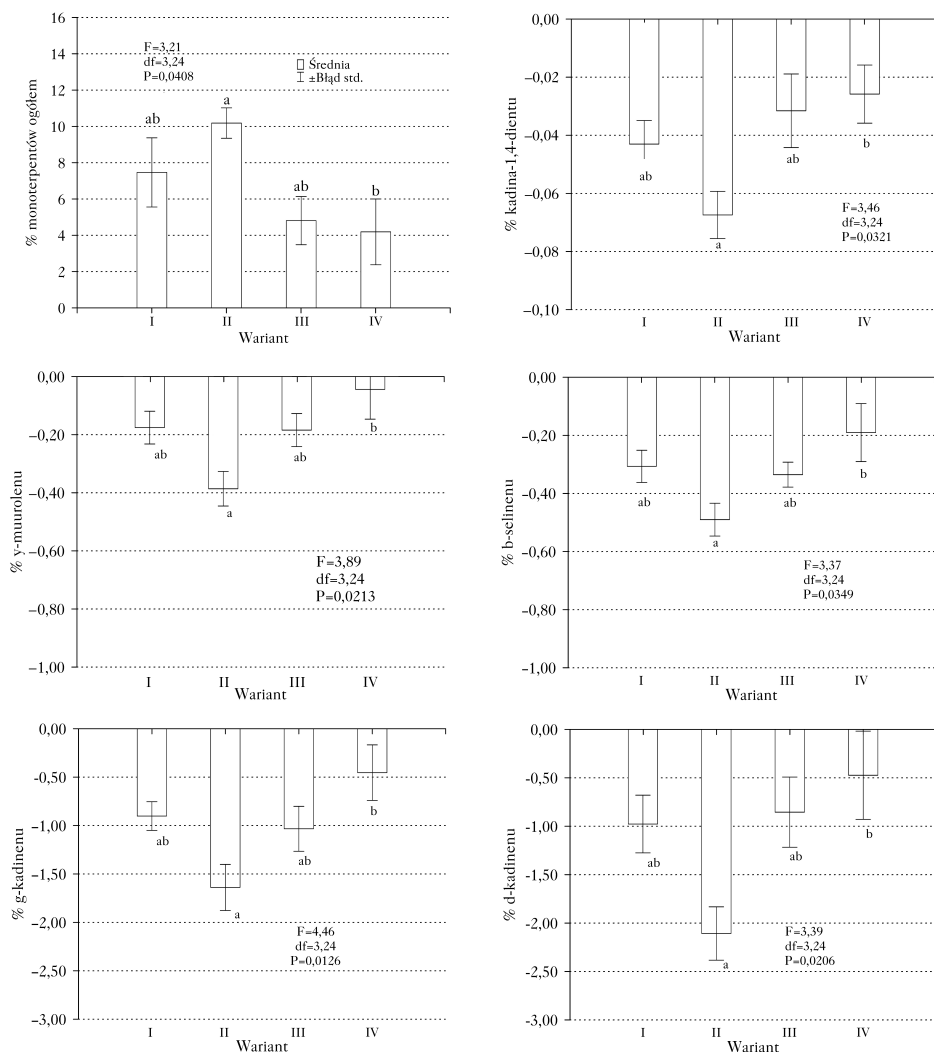 16
14
12
10
8
6
4
2
0
% monoterpentów ogółem
F=3,21
df=3,24
P=0,0408
Średnia
±Błąd std.
ab
a
ab
b
I II III IV
Wariant
0,00
–0,02
–0,04
–0,06
–0,08
–0,10
% kadina-1,4-dientu
ab
a
ab
b
F=3,46
df=3,24
P=0,0321
I II III IV
Wariant
0,00
–0,20
–0,40
–0,60
–0,80
–1,00
% y-muurolenu
ab
a
ab
b
F=3,89
df=3,24
P=0,0213
I II III IV
Wariant
0,00
–0,20
–0,40
–0,60
–0,80
–1,00
% b-selinenu
ab
a
ab
b
F=3,37
df=3,24
P=0,0349
I II III IV
Wariant
0,00
-0,50
-1,00
-1,50
-2,00
-2,50
-3,00
% g-kadinenu
ab
a
ab
b
F=4,46
df=3,24
P=0,0126
I II III IV
Wariant
0,00
-0,50
-1,00
-1,50
-2,00
-2,50
-3,00
% d-kadinenu
ab
a
ab
b
F=3,39
df=3,24
P=0,0206
I II III IV
Wariant